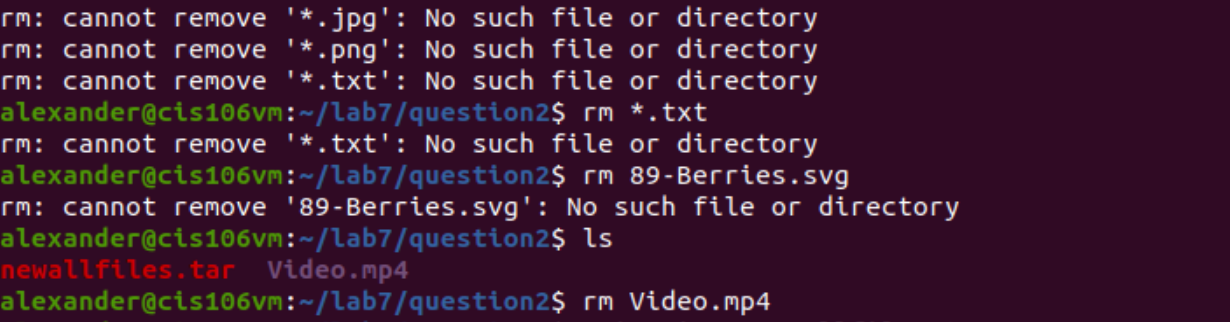 rm: cannot remove '*.jpg': No such file or directory
rm: cannot remove '*.png': No such file or directory
rm: cannot remove '*.txt': No such file or directory
alexander@cis106vm:~/lab7/question2$ rm *.txt
rm: cannot remove '*.txt': No such file or directory
alexander@cis106vm:~/lab7/question2$ rm 89-Berries.svg
rm: cannot remove '89-Berries.svg': No such file or directory
alexander@cis106vm:~/lab7/question2$ ls
newallfiles.tar  Video.mp4
alexander@cis106vm:~/lab7/question2$ rm Video.mp4